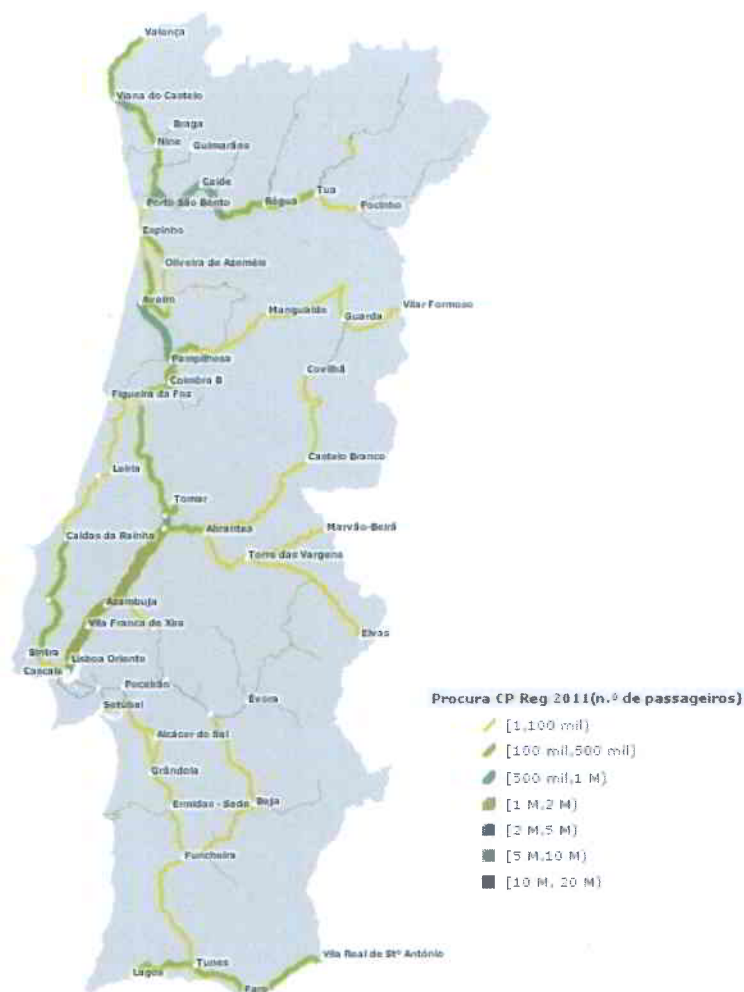 Valença
Viana do Castelo
Braga
Nine
Guimarães
Caíde
Porto São Bento
Régua
Tua
Pocinho
Espinho
Oliveira de Azeméis
Aveiro
Mangualde
Guarda
Vilar Formoso
Pampilhosa
Coimbra B
Covilhã
Figueira da Foz
Leiria
Castelo Branco
Tomar
Caldas da Rainha
Abrantes
Marvão-Beirã
Torre das Vargens
Azambuja
Vila Franca de Xira
Elvas
Sintra
Lisboa Oriente
Cascais
Poceirão
Évora
Setúbal
Alcácer do Sal
Grândola
Ermidas - Sado
Beja
Funcheira
Vila Real de Stº António
Tunes
Lagos
Faro
Procura CP Reg 2011(n.º de passageiros)
[1,100 mil)
[100 mil,500 mil)
[500 mil,1 M)
[1 M,2 M)
[2 M,5 M)
[5 M,10 M)
[10 M, 20 M)